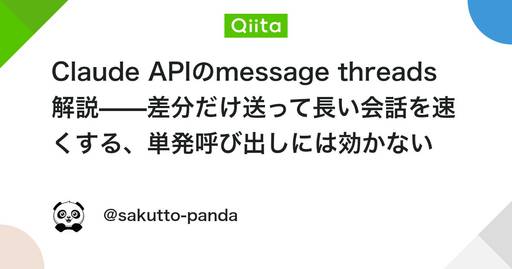 Qiita
Claude APIのmessage threads
解説——差分だけ送って長い会話を速
くする、単発呼び出しには効かない
@sakutto-panda